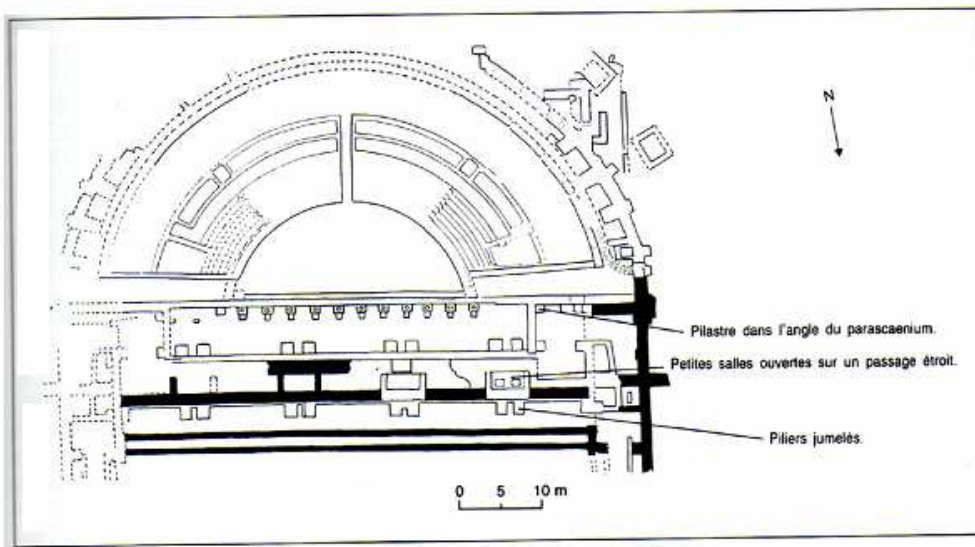 N
Pilastre dans l'angle du parascaenium.
Petites salles ouvertes sur un passage étroit.
Piliers jumelés.
0 5 10 m